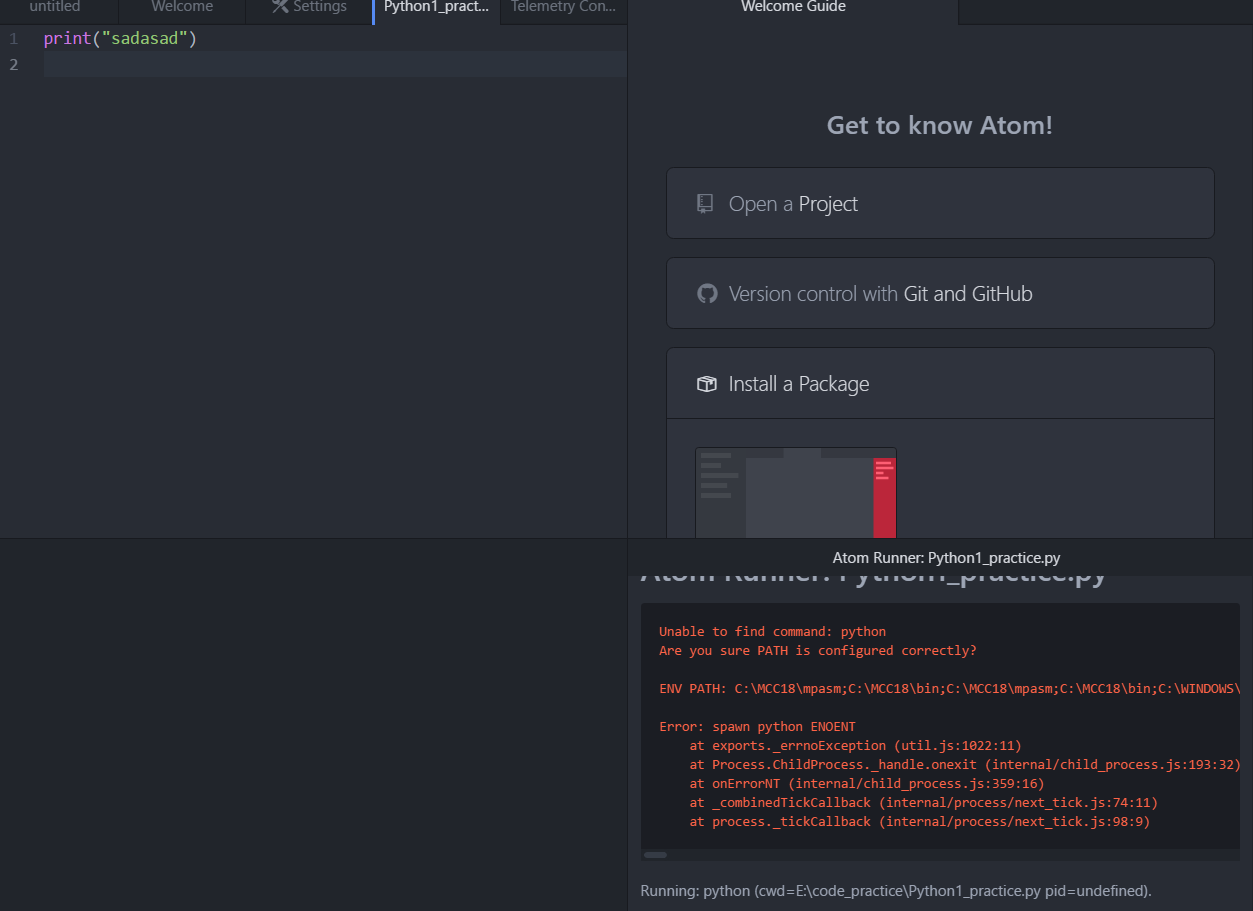 untitled
Welcome
Settings
Python1_pract...
Telemetry Con...
Welcome Guide
1 print("sadasad")
2
Get to know Atom!
Open a Project
Version control with Git and GitHub
Install a Package
Atom Runner: Python1_practice.py
Atom Runner: Python1_practice.py
Unable to find command: python
Are you sure PATH is configured correctly?
ENV PATH: C:\MCC18\mpasm;C:\MCC18\bin;C:\MCC18\mpasm;C:\MCC18\bin;C:\WINDOWS\
Error: spawn python ENOENT
at exports._errnoException (util.js:1022:11)
at Process.ChildProcess._handle.onexit (internal/child_process.js:193:32)
at onErrorNT (internal/child_process.js:359:16)
at _combinedTickCallback (internal/process/next_tick.js:74:11)
at process._tickCallback (internal/process/next_tick.js:98:9)
Running: python (cwd=E:\code_practice\Python1_practice.py pid=undefined).